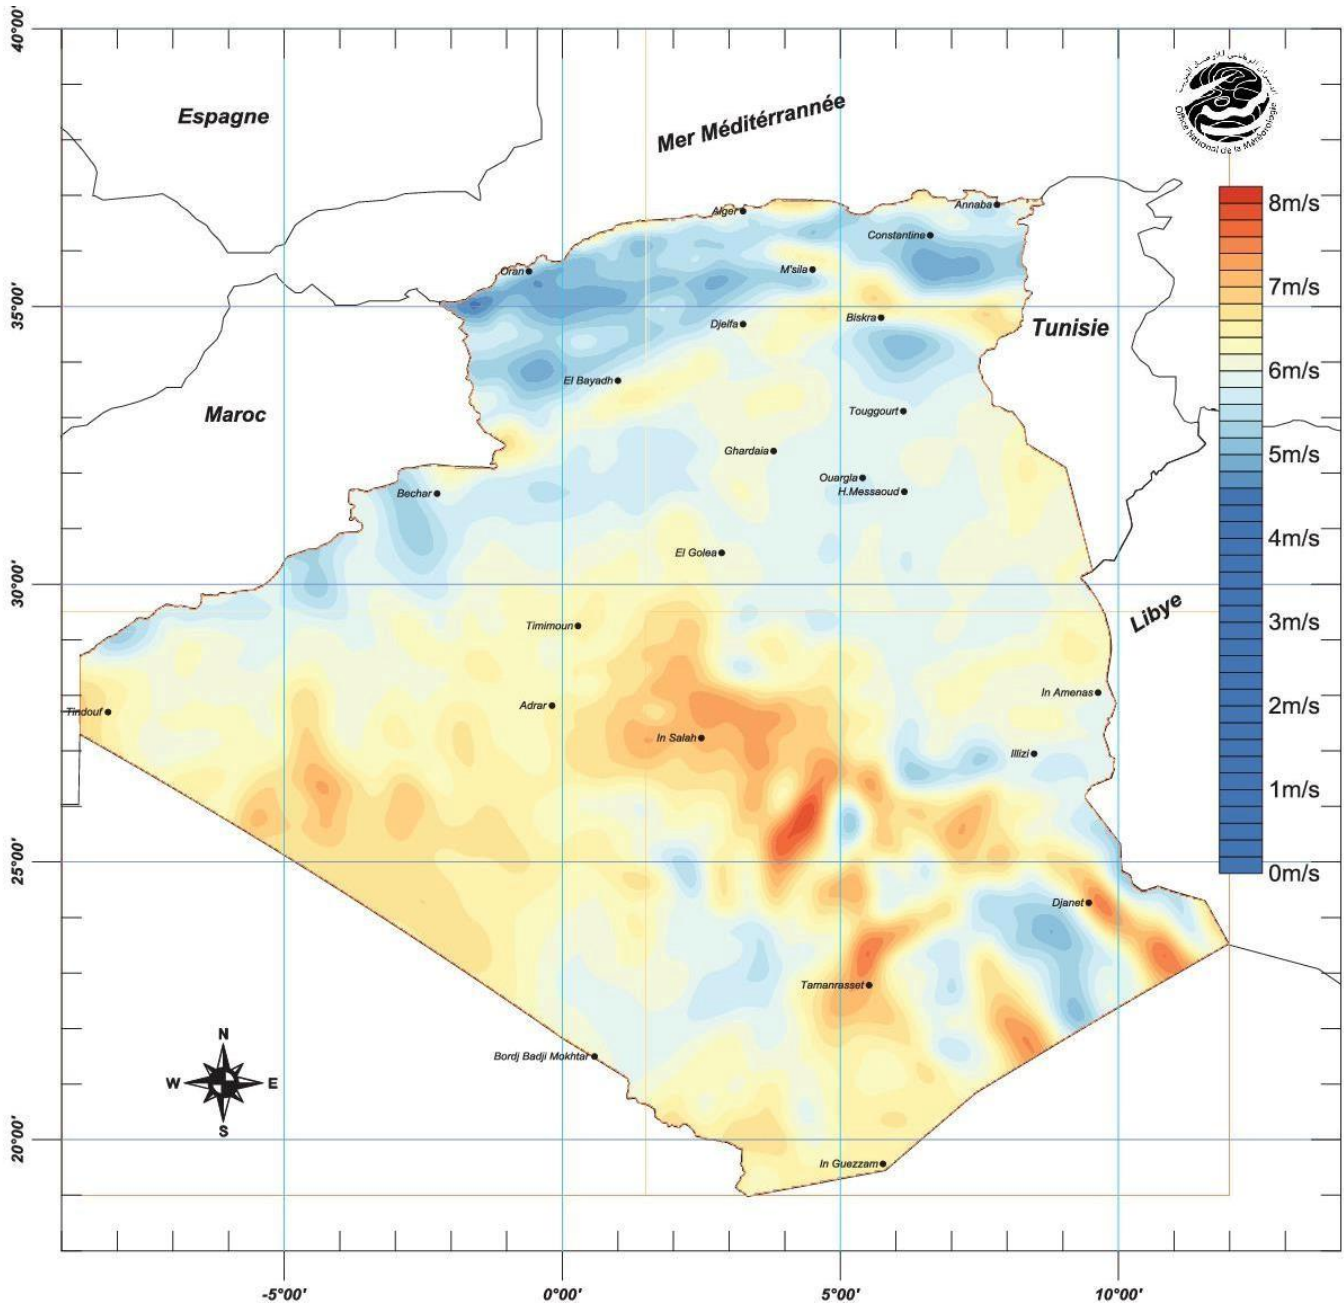 40°00'
Espagne
Mer Méditérrannée
Office National de la Météorologie
8m/s
Alger
Annaba
Constantine
Oran
M'sila
7m/s
35°00'
Djelfa
Biskra
Tunisie
6m/s
El Bayadh
Maroc
Touggourt
Ghardaia
5m/s
Ouargla
H.Messaoud
Bechar
4m/s
El Golea
30°00'
Libye
3m/s
Timimoun
In Amenas
2m/s
Adrar
Tindouf
In Salah
Illizi
1m/s
25°00'
0m/s
Djanet
Tamanrasset
N
Bordj Badji Mokhtar
W
E
S
20°00'
In Guezzam
-5°00'
0°00'
5°00'
10°00'